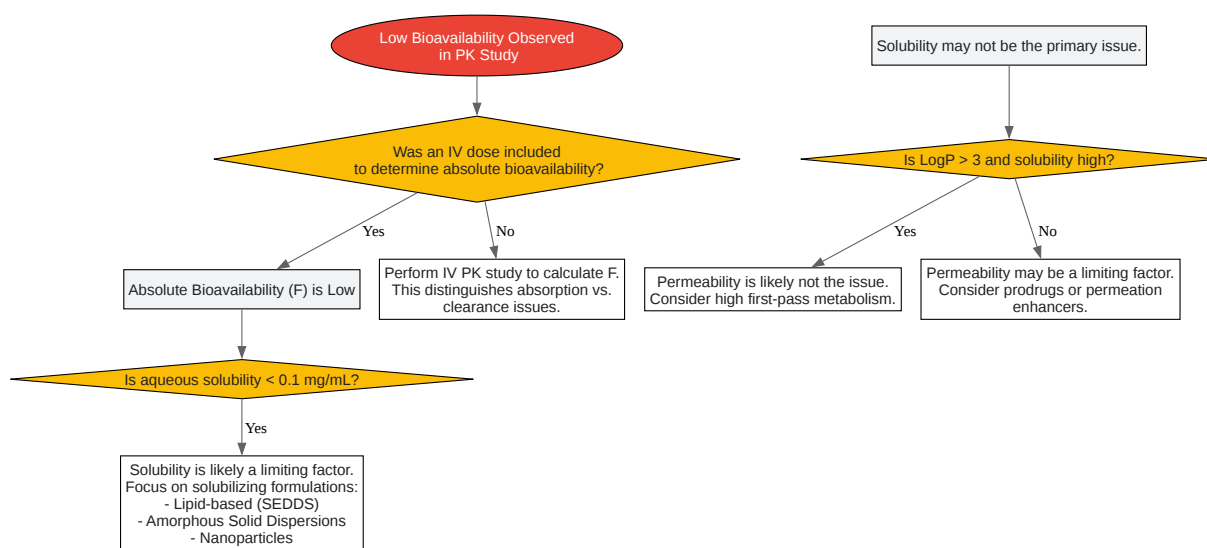 Low Bioavailability Observed
in PK Study
Was an IV dose included
to determine absolute bioavailability?
Yes
No
Absolute Bioavailability (F) is Low
Perform IV PK study to calculate F.
This distinguishes absorption vs.
clearance issues.
Is aqueous solubility < 0.1 mg/mL?
Yes
Solubility is likely a limiting factor.
Focus on solubilizing formulations:
- Lipid-based (SEDDS)
- Amorphous Solid Dispersions
- Nanoparticles
Solubility may not be the primary issue.
Is LogP > 3 and solubility high?
Yes
No
Permeability is likely not the issue.
Consider high first-pass metabolism.
Permeability may be a limiting factor.
Consider prodrugs or permeation
enhancers.